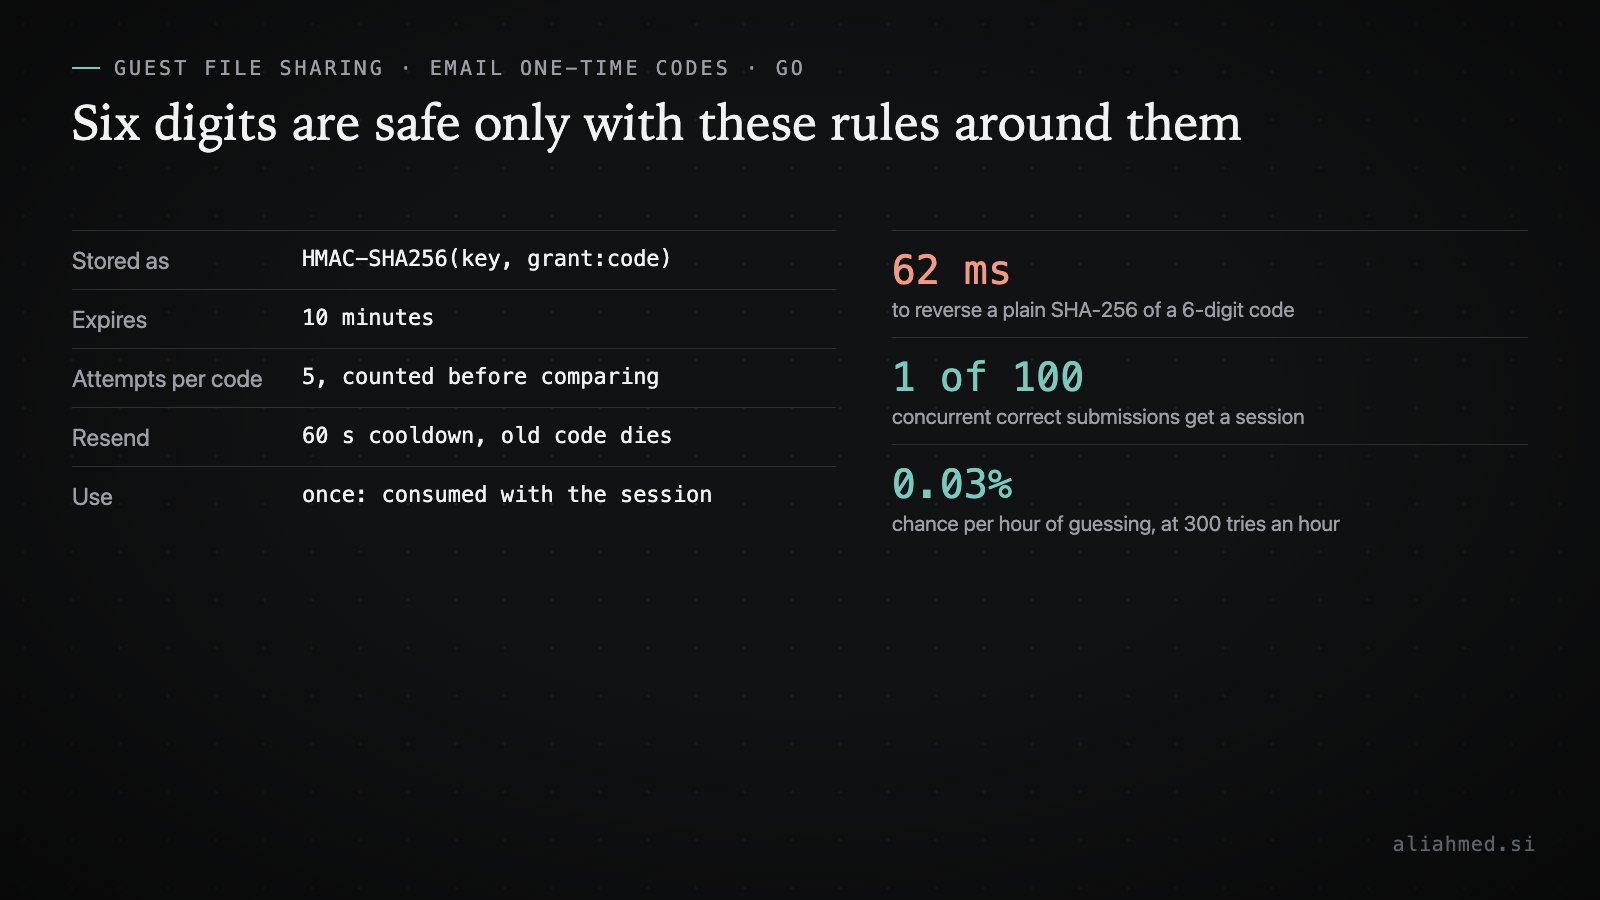 GUEST FILE SHARING · EMAIL ONE-TIME CODES · GO
Six digits are safe only with these rules around them
Stored as HMAC-SHA256(key, grant:code)
Expires 10 minutes
Attempts per code 5, counted before comparing
Resend 60 s cooldown, old code dies
Use once: consumed with the session
62 ms
to reverse a plain SHA-256 of a 6-digit code
1 of 100
concurrent correct submissions get a session
0.03%
chance per hour of guessing, at 300 tries an hour
aliahmed.si